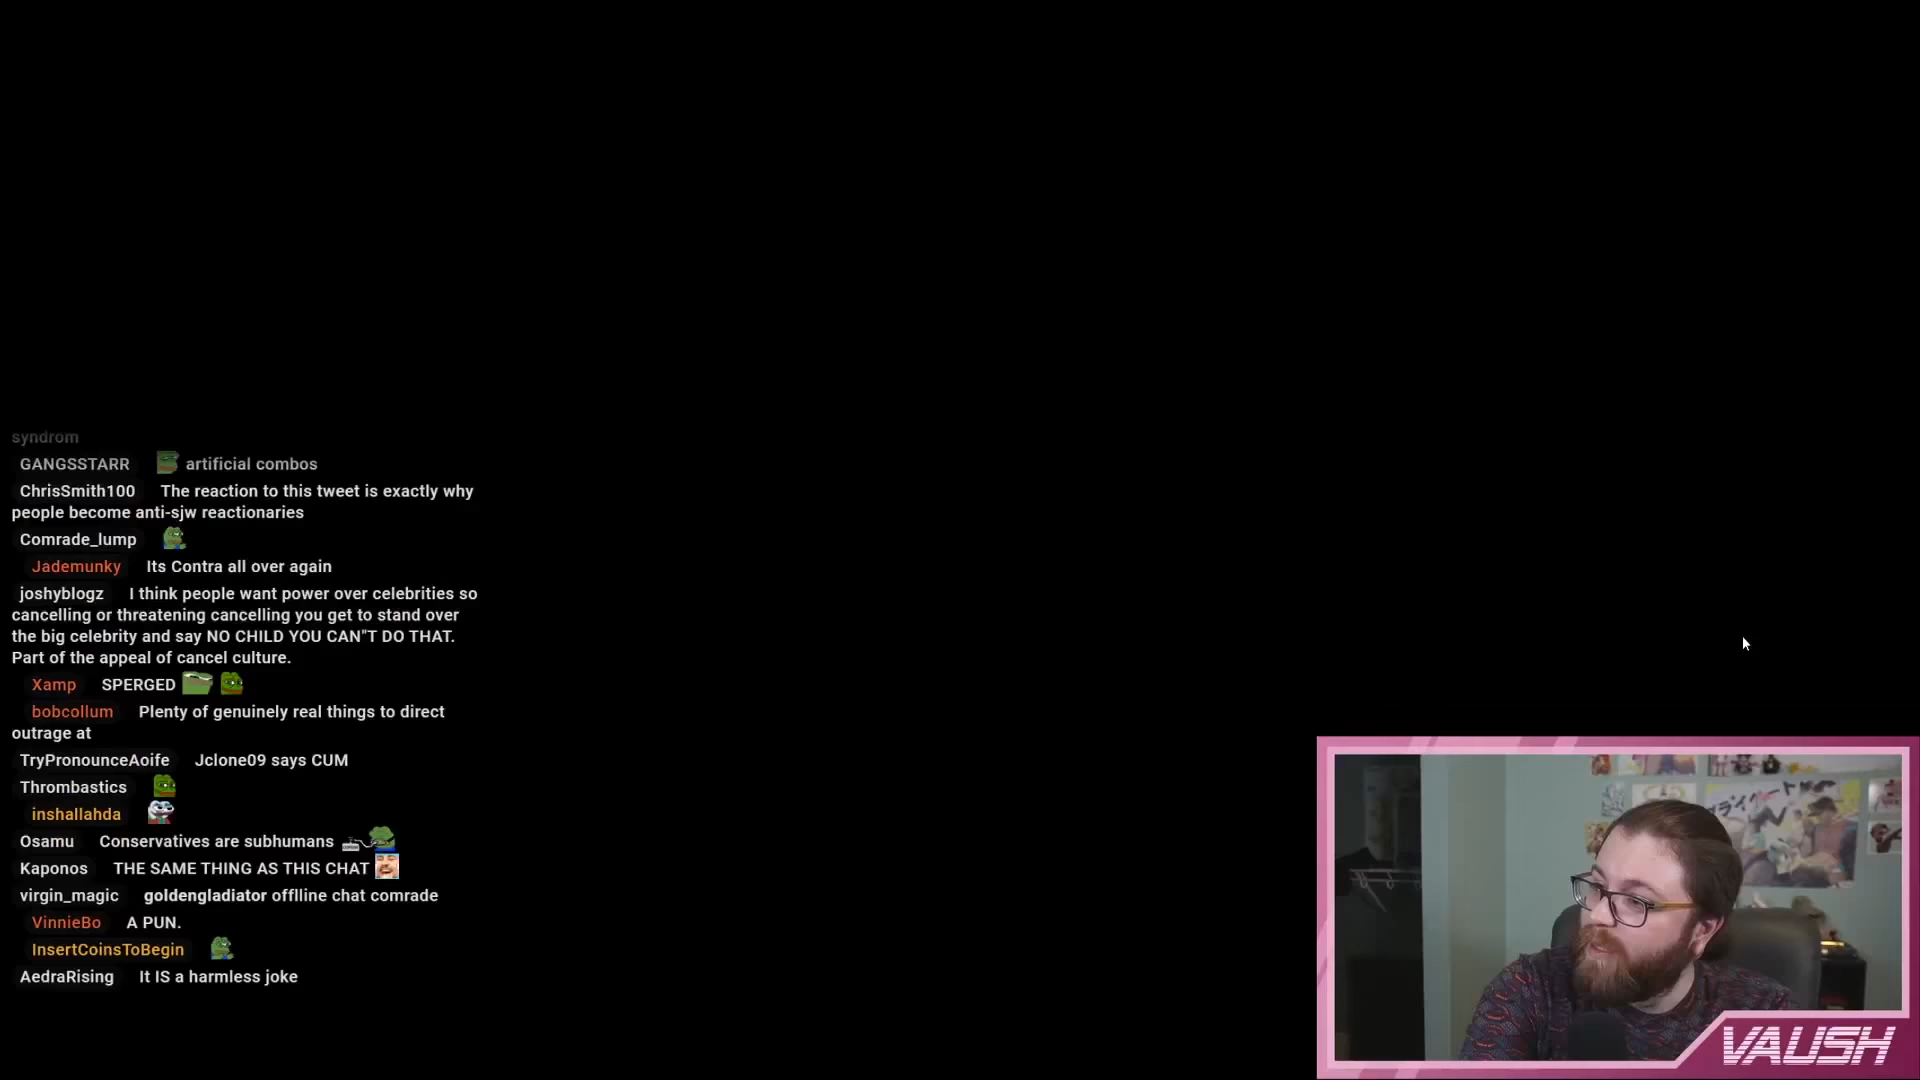 syndrom
GANGSSTARR artificial combos
ChrisSmith100 The reaction to this tweet is exactly why
people become anti-sjw reactionaries
Comrade_lump
Jademunky Its Contra all over again
joshyblogz I think people want power over celebrities so
cancelling or threatening cancelling you get to stand over
the big celebrity and say NO CHILD YOU CAN"T DO THAT.
Part of the appeal of cancel culture.
Xamp SPERGED
bobcollum Plenty of genuinely real things to direct
outrage at
TryPronounceAoife Jclone09 says CUM
Thrombastics
inshallahda
Osamu Conservatives are subhumans
Kaponos THE SAME THING AS THIS CHAT
virgin_magic goldengladiator offlline chat comrade
VinnieBo A PUN.
InsertCoinsToBegin
AedraRising It IS a harmless joke
VAUSH